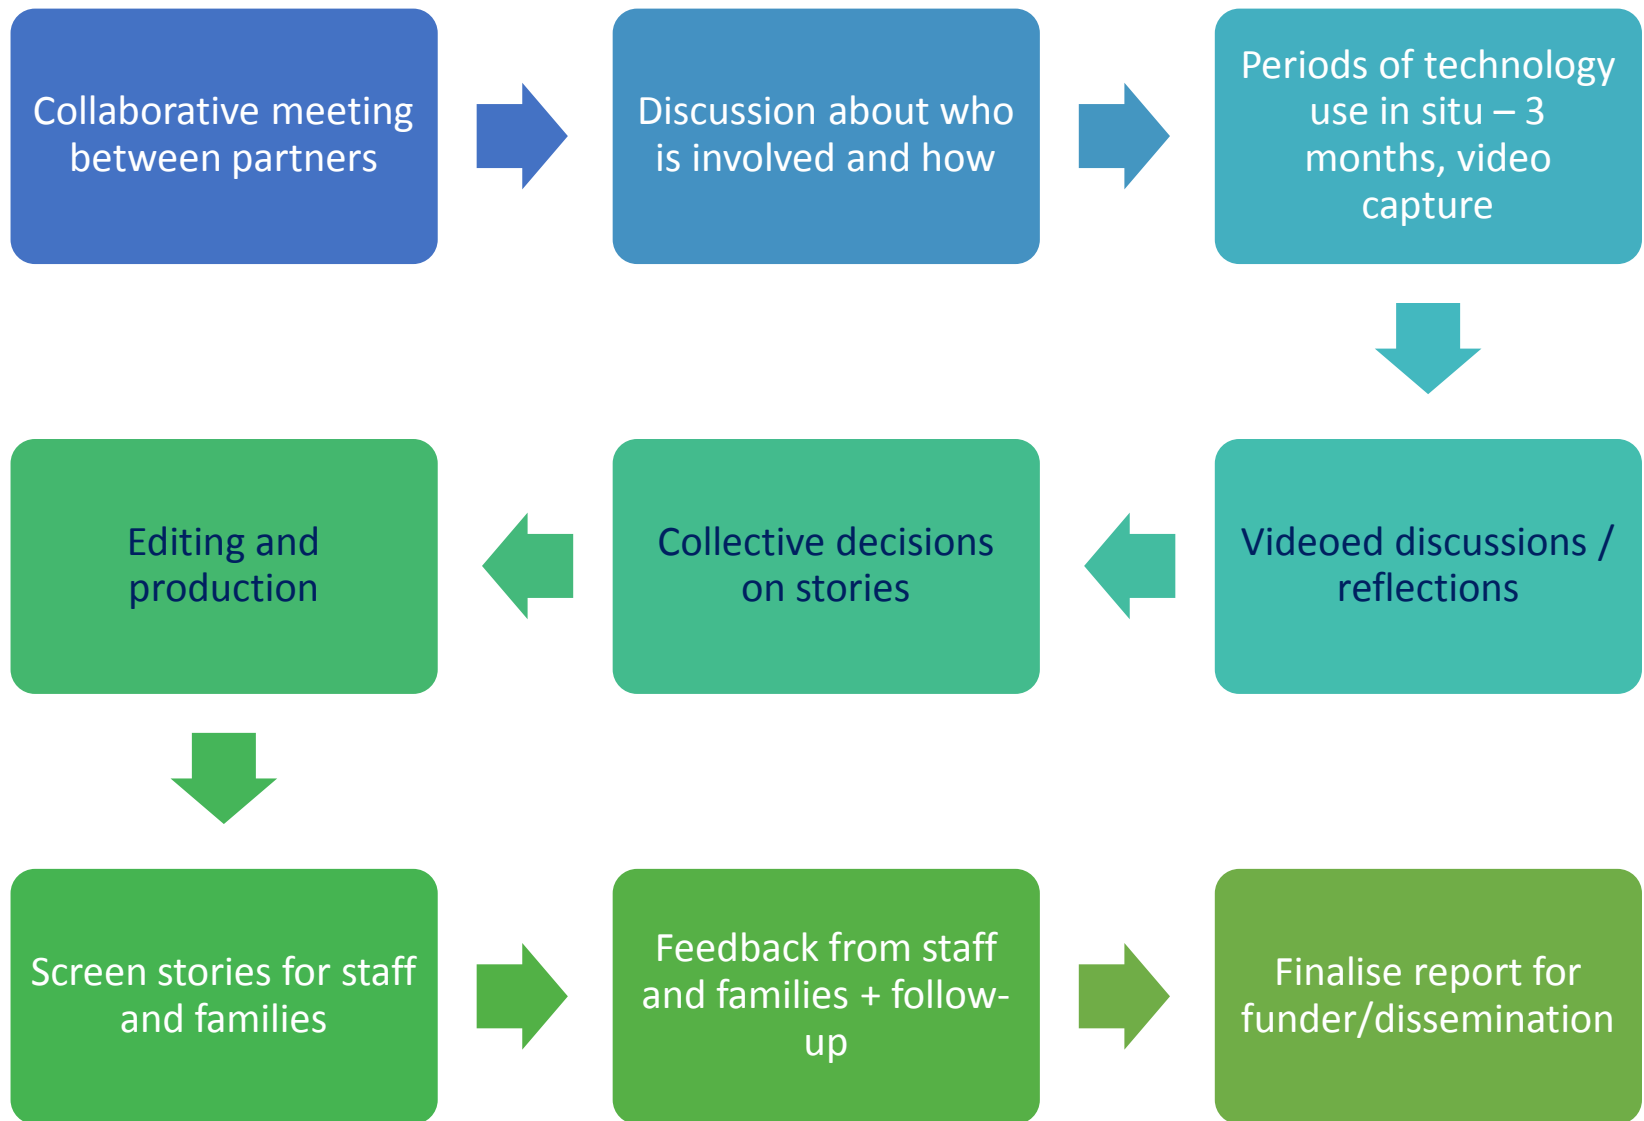 Collaborative meeting
between partners
Discussion about who
is involved and how
Periods of technology
use in situ – 3
months, video
capture
Videoed discussions /
reflections
Collective decisions
on stories
Editing and
production
Screen stories for staff
and families
Feedback from staff
and families + follow-
up
Finalise report for
funder/dissemination